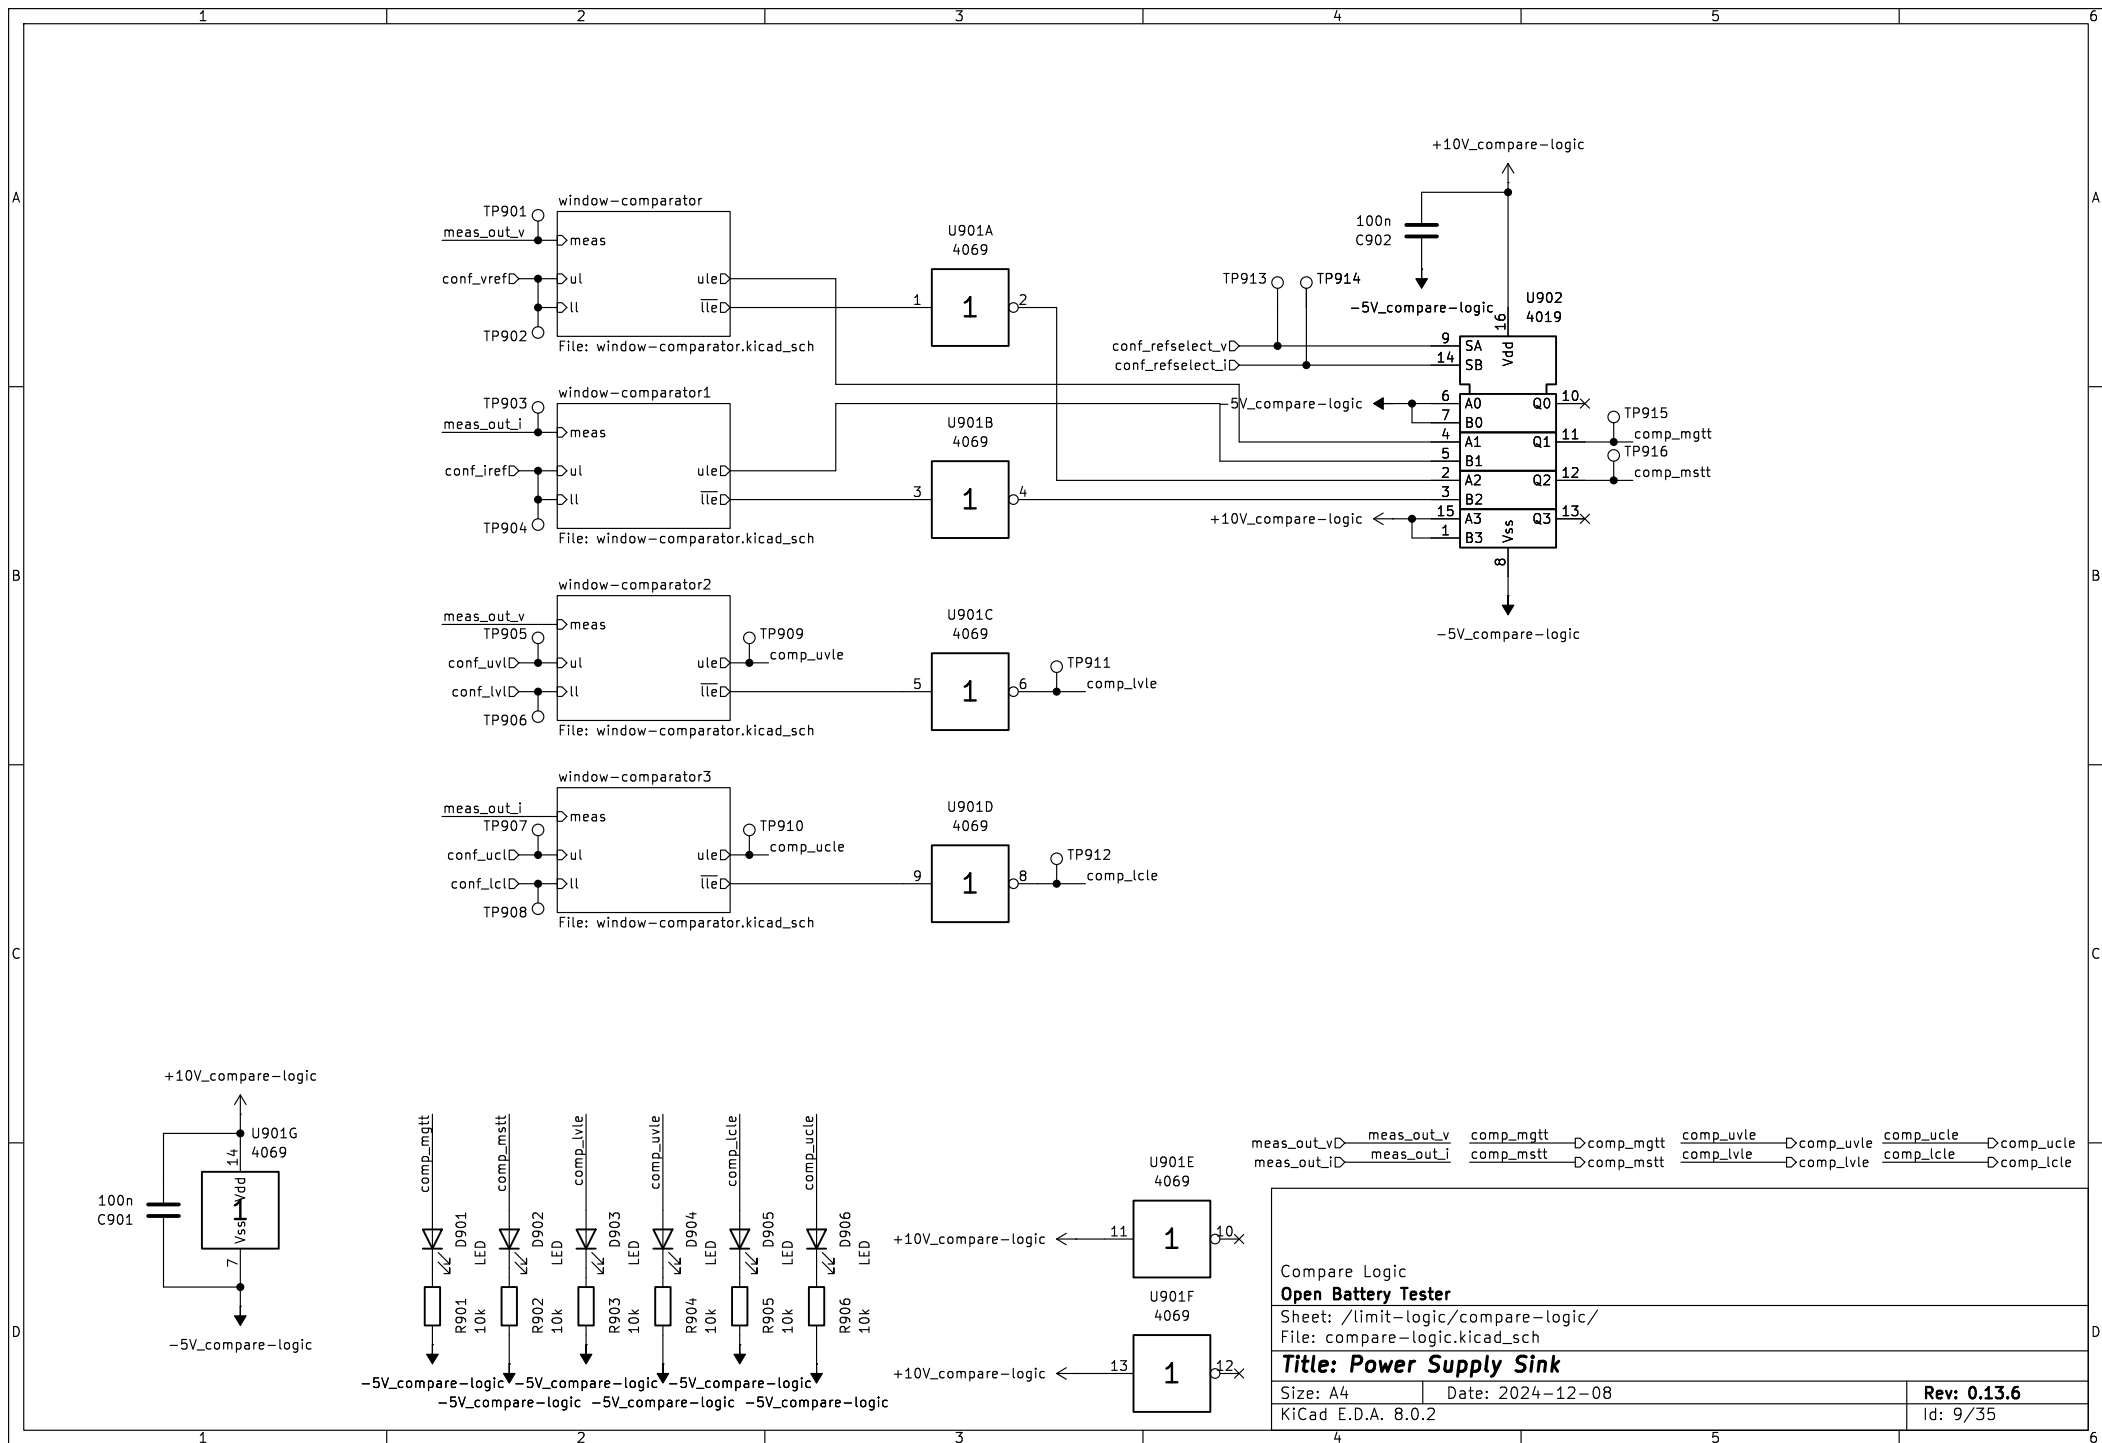 1 2 3 4 5 6
+10V_compare-logic
A A
window-comparator
TP901
meas_out_v
meas
U901A
4069
100n
C902
conf_vref
ul
ule
TP913
TP914
ll
lle
1 1 2
-5V_compare-logic
16
U902
4019
TP902
File: window-comparator.kicad_sch
conf_refselect_v
9 SA
Vdd
conf_refselect_i
14 SB
window-comparator1
TP903
meas_out_i
meas
U901B
4069
-5V_compare-logic
6 A0 Q0 10
7 B0
TP915
4 A1 Q1 11
comp_mgtt
5 B1
TP916
conf_iref
ul
ule
2 A2 Q2 12
comp_mstt
ll
lle
3 1 4
3 B2
TP904
+10V_compare-logic
15 A3 Q3 13
1 B3
Vss
File: window-comparator.kicad_sch
8
B B
-5V_compare-logic
window-comparator2
meas_out_v
meas
TP905
TP909
U901C
4069
conf_uvl
ul
ule
comp_uvle
TP911
conf_lvl
ll
lle
5 1 6
comp_lvle
TP906
File: window-comparator.kicad_sch
window-comparator3
meas_out_i
meas
TP907
TP910
U901D
4069
conf_ucl
ul
ule
comp_ucle
TP912
conf_lcl
ll
lle
9 1 8
comp_lcle
TP908
File: window-comparator.kicad_sch
C C
+10V_compare-logic
U901G
4069
14
Vdd
1
Vss
7
100n
C901
-5V_compare-logic
comp_mgtt
comp_mstt
comp_lvle
comp_uvle
comp_lcle
comp_ucle
D901
LED
D902
LED
D903
LED
D904
LED
D905
LED
D906
LED
R901
10k
R902
10k
R903
10k
R904
10k
R905
10k
R906
10k
-5V_compare-logic -5V_compare-logic -5V_compare-logic
-5V_compare-logic -5V_compare-logic -5V_compare-logic
U901E
4069
+10V_compare-logic
11 1 10
U901F
4069
+10V_compare-logic
13 1 12
meas_out_v meas_out_v comp_mgtt comp_mgtt comp_uvle comp_uvle comp_ucle comp_ucle
meas_out_i meas_out_i comp_mstt comp_mstt comp_lvle comp_lvle comp_lcle comp_lcle
Compare Logic
Open Battery Tester
Sheet: /limit-logic/compare-logic/
File: compare-logic.kicad_sch
Title: Power Supply Sink
Size: A4 Date: 2024-12-08 Rev: 0.13.6
KiCad E.D.A. 8.0.2 Id: 9/35
D D
1 2 3 4 5 6